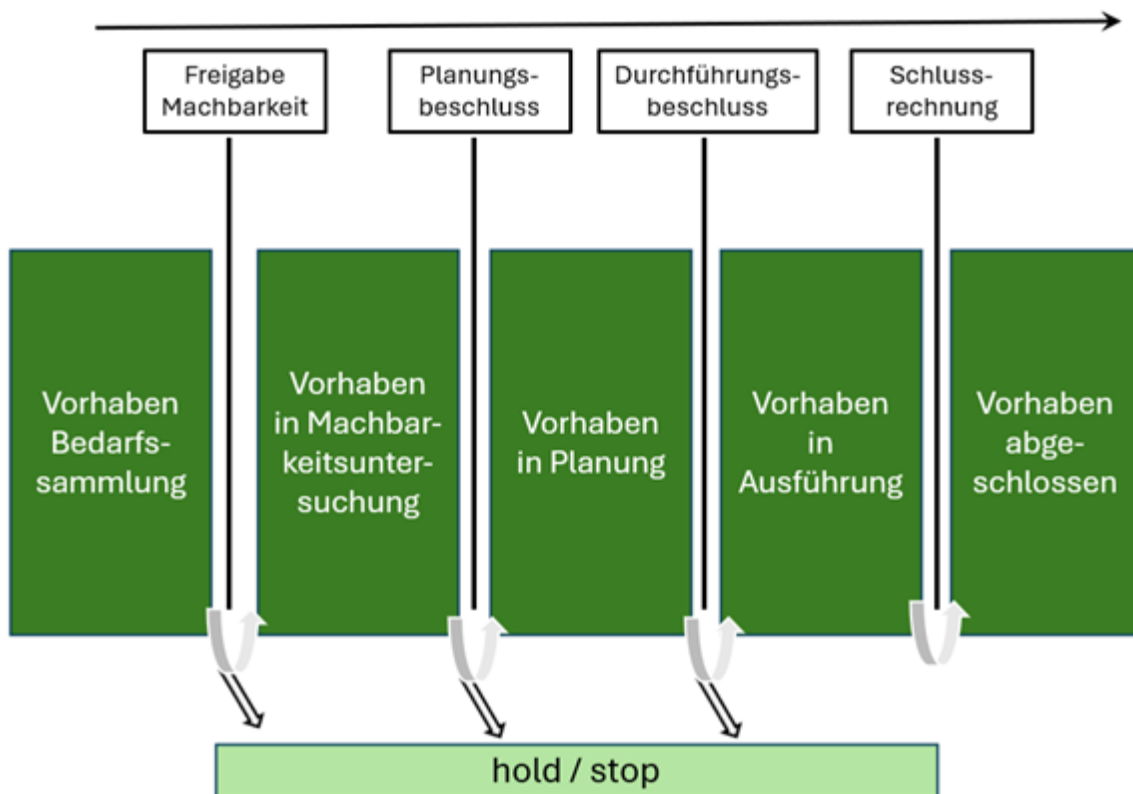 Freigabe
Machbarkeit
Planungs-
beschluss
Durchführungs-
beschluss
Schluss-
rechnung
Vorhaben
Bedarfs-
sammlung
Vorhaben
in Machbar-
keitsunter-
suchung
Vorhaben
in Planung
Vorhaben
in
Ausführung
Vorhaben
abge-
schlossen
hold / stop